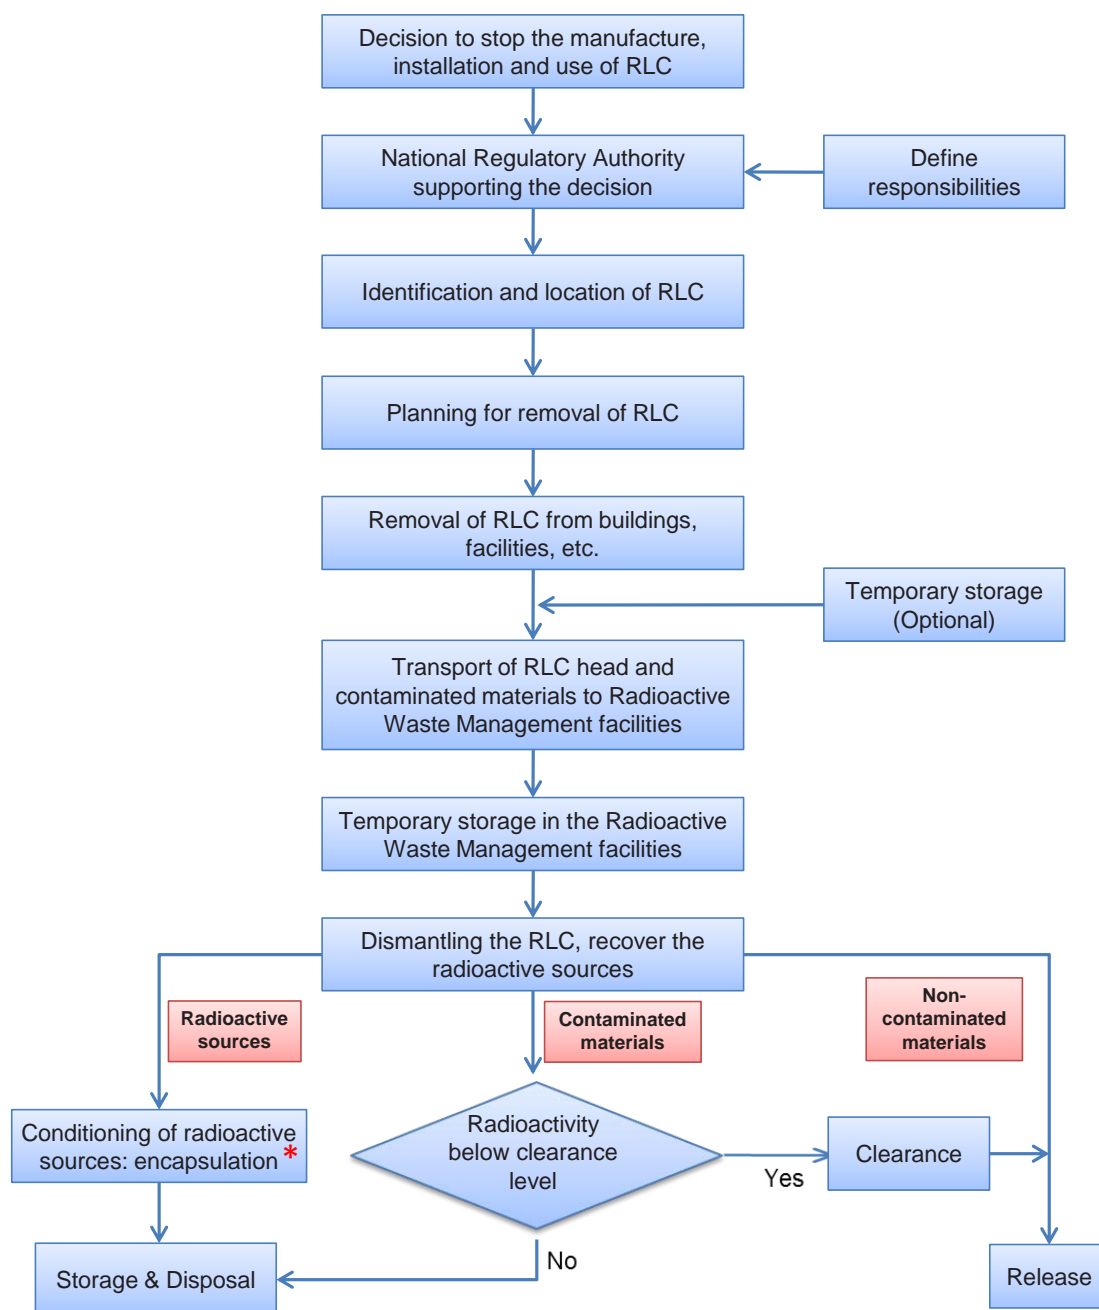 Decision to stop the manufacture,
installation and use of RLC
National Regulatory Authority
supporting the decision
Define
responsibilities
Identification and location of RLC
Planning for removal of RLC
Removal of RLC from buildings,
facilities, etc.
Temporary storage
(Optional)
Transport of RLC head and
contaminated materials to Radioactive
Waste Management facilities
Temporary storage in the Radioactive
Waste Management facilities
Dismantling the RLC, recover the
radioactive sources
Radioactive
sources
Contaminated
materials
Non-
contaminated
materials
Conditioning of radioactive
sources: encapsulation *
Radioactivity
below clearance
level
Yes
Clearance
No
Storage & Disposal
Release